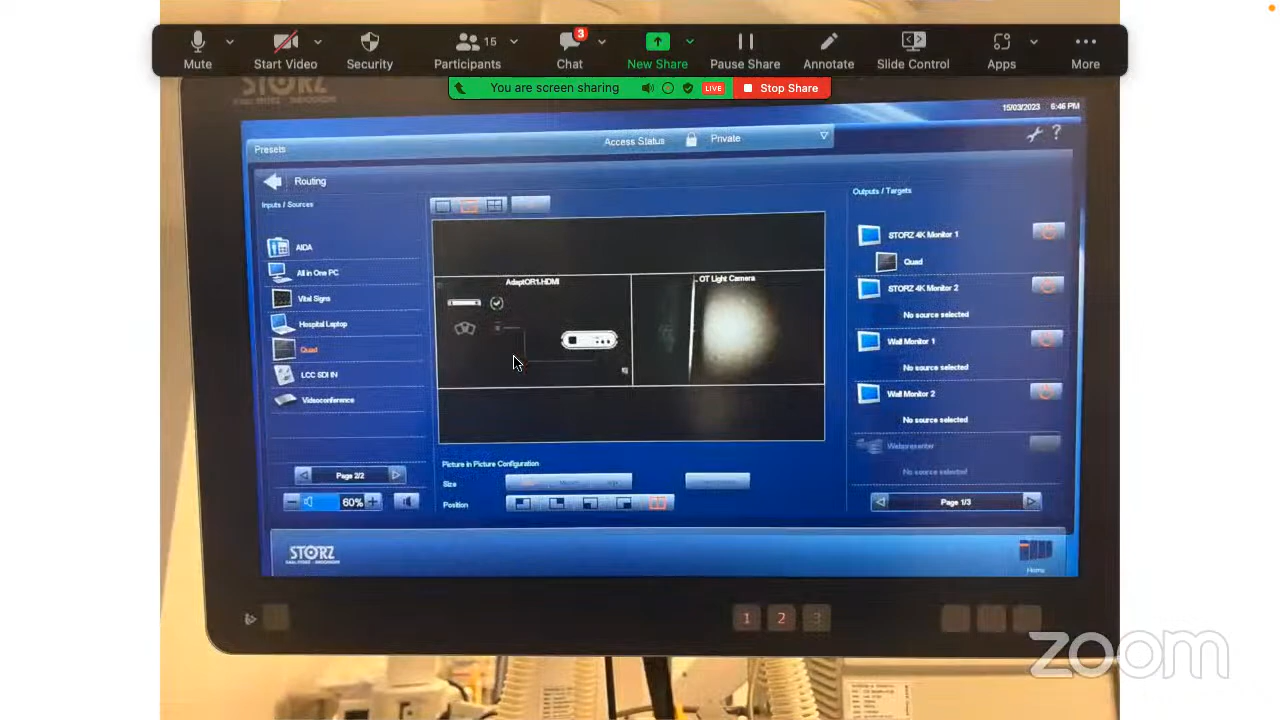 Mute
Start Video
Security
Participants
15
Chat
3
New Share
Pause Share
Annotate
Slide Control
Apps
More
You are screen sharing
LIVE
Stop Share
STORZ
15/03/2023 6:46 PM
Presets
Access Status
Private
?
Routing
Inputs / Sources
Outputs / Targets
AIDA
All in One PC
Vital Signs
Hospital Laptop
Quad
LCC SDI IN
Videoconference
AdaptOR1.HDMI
OT Light Camera
STORZ 4K Monitor 1
Quad
STORZ 4K Monitor 2
No source selected
Wall Monitor 1
No source selected
Wall Monitor 2
No source selected
Webpresenter
No source selected
Page 2/2
60%
Picture in Picture Configuration
Size
Position
Page 1/3
STORZ
Home
1 2 3
zoom